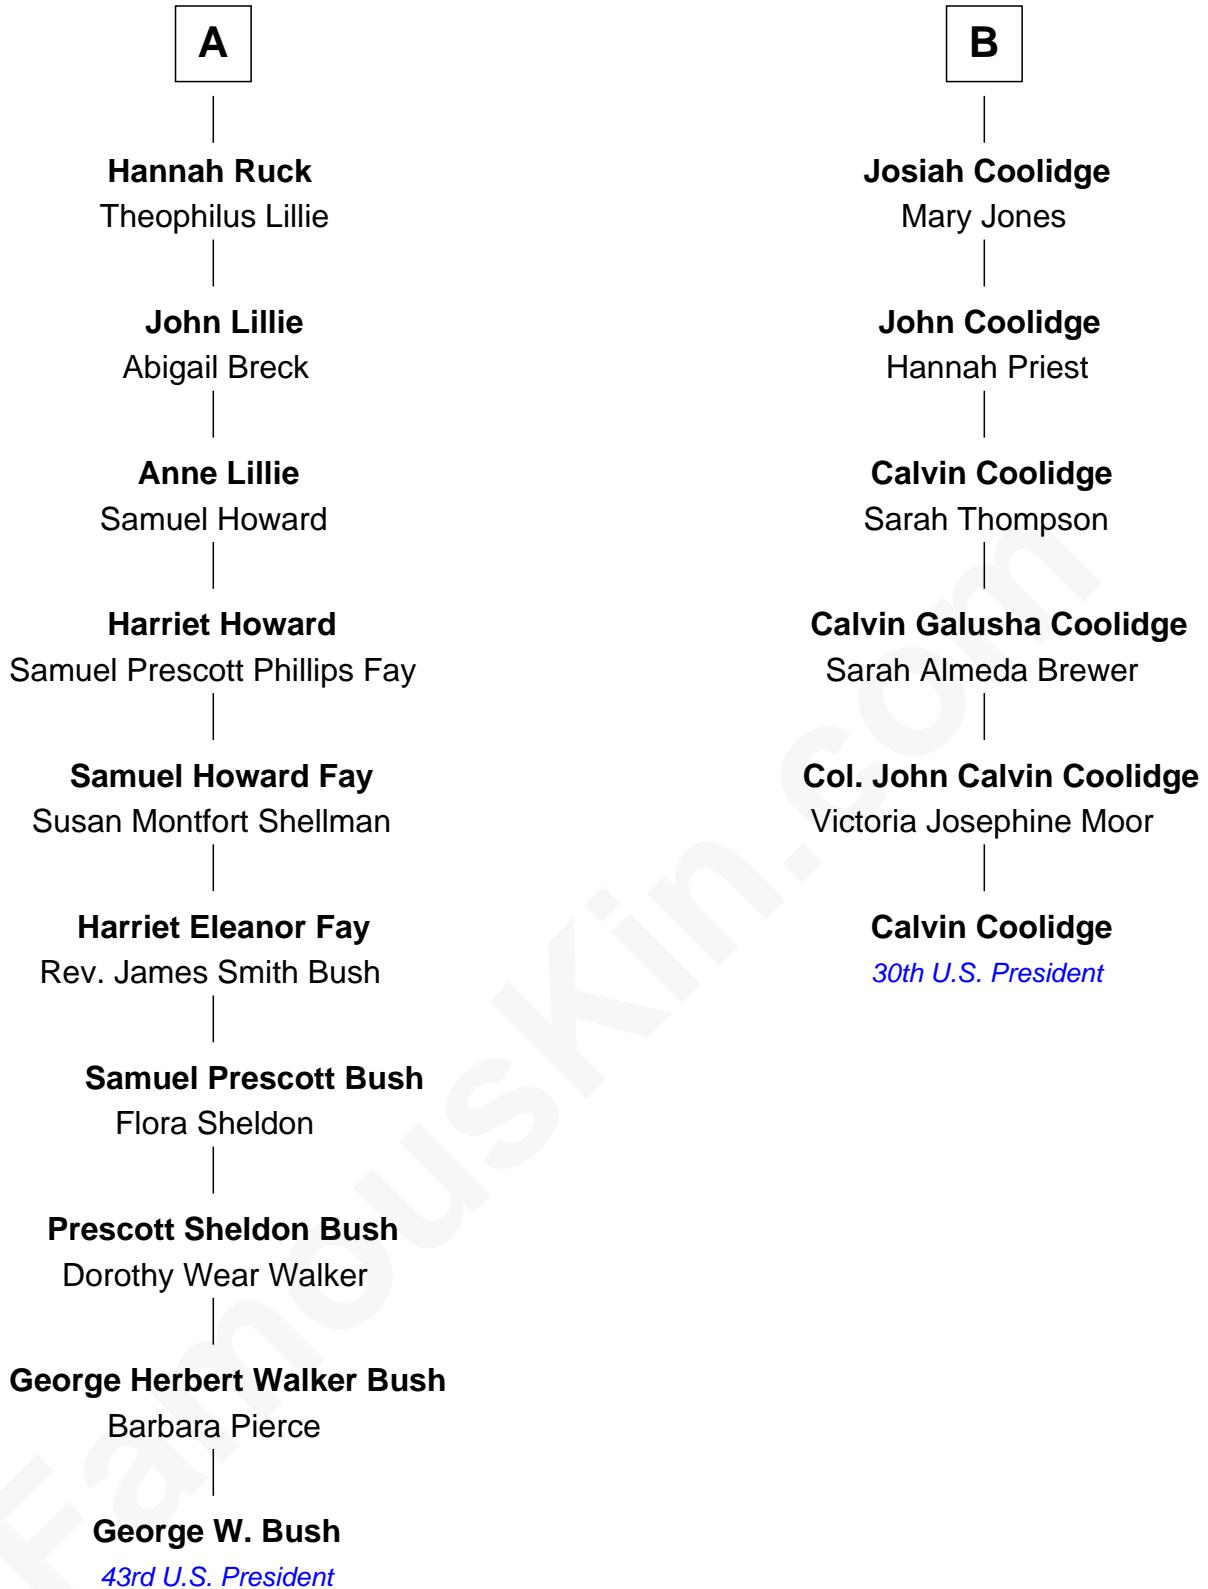 A
Hannah Ruck
Theophilus Lillie
John Lillie
Abigail Breck
Anne Lillie
Samuel Howard
Harriet Howard
Samuel Prescott Phillips Fay
Samuel Howard Fay
Susan Montfort Shellman
Harriet Eleanor Fay
Rev. James Smith Bush
Samuel Prescott Bush
Flora Sheldon
Prescott Sheldon Bush
Dorothy Wear Walker
George Herbert Walker Bush
Barbara Pierce
George W. Bush
43rd U.S. President
B
Josiah Coolidge
Mary Jones
John Coolidge
Hannah Priest
Calvin Coolidge
Sarah Thompson
Calvin Galusha Coolidge
Sarah Almeda Brewer
Col. John Calvin Coolidge
Victoria Josephine Moor
Calvin Coolidge
30th U.S. President
FamousKin.com